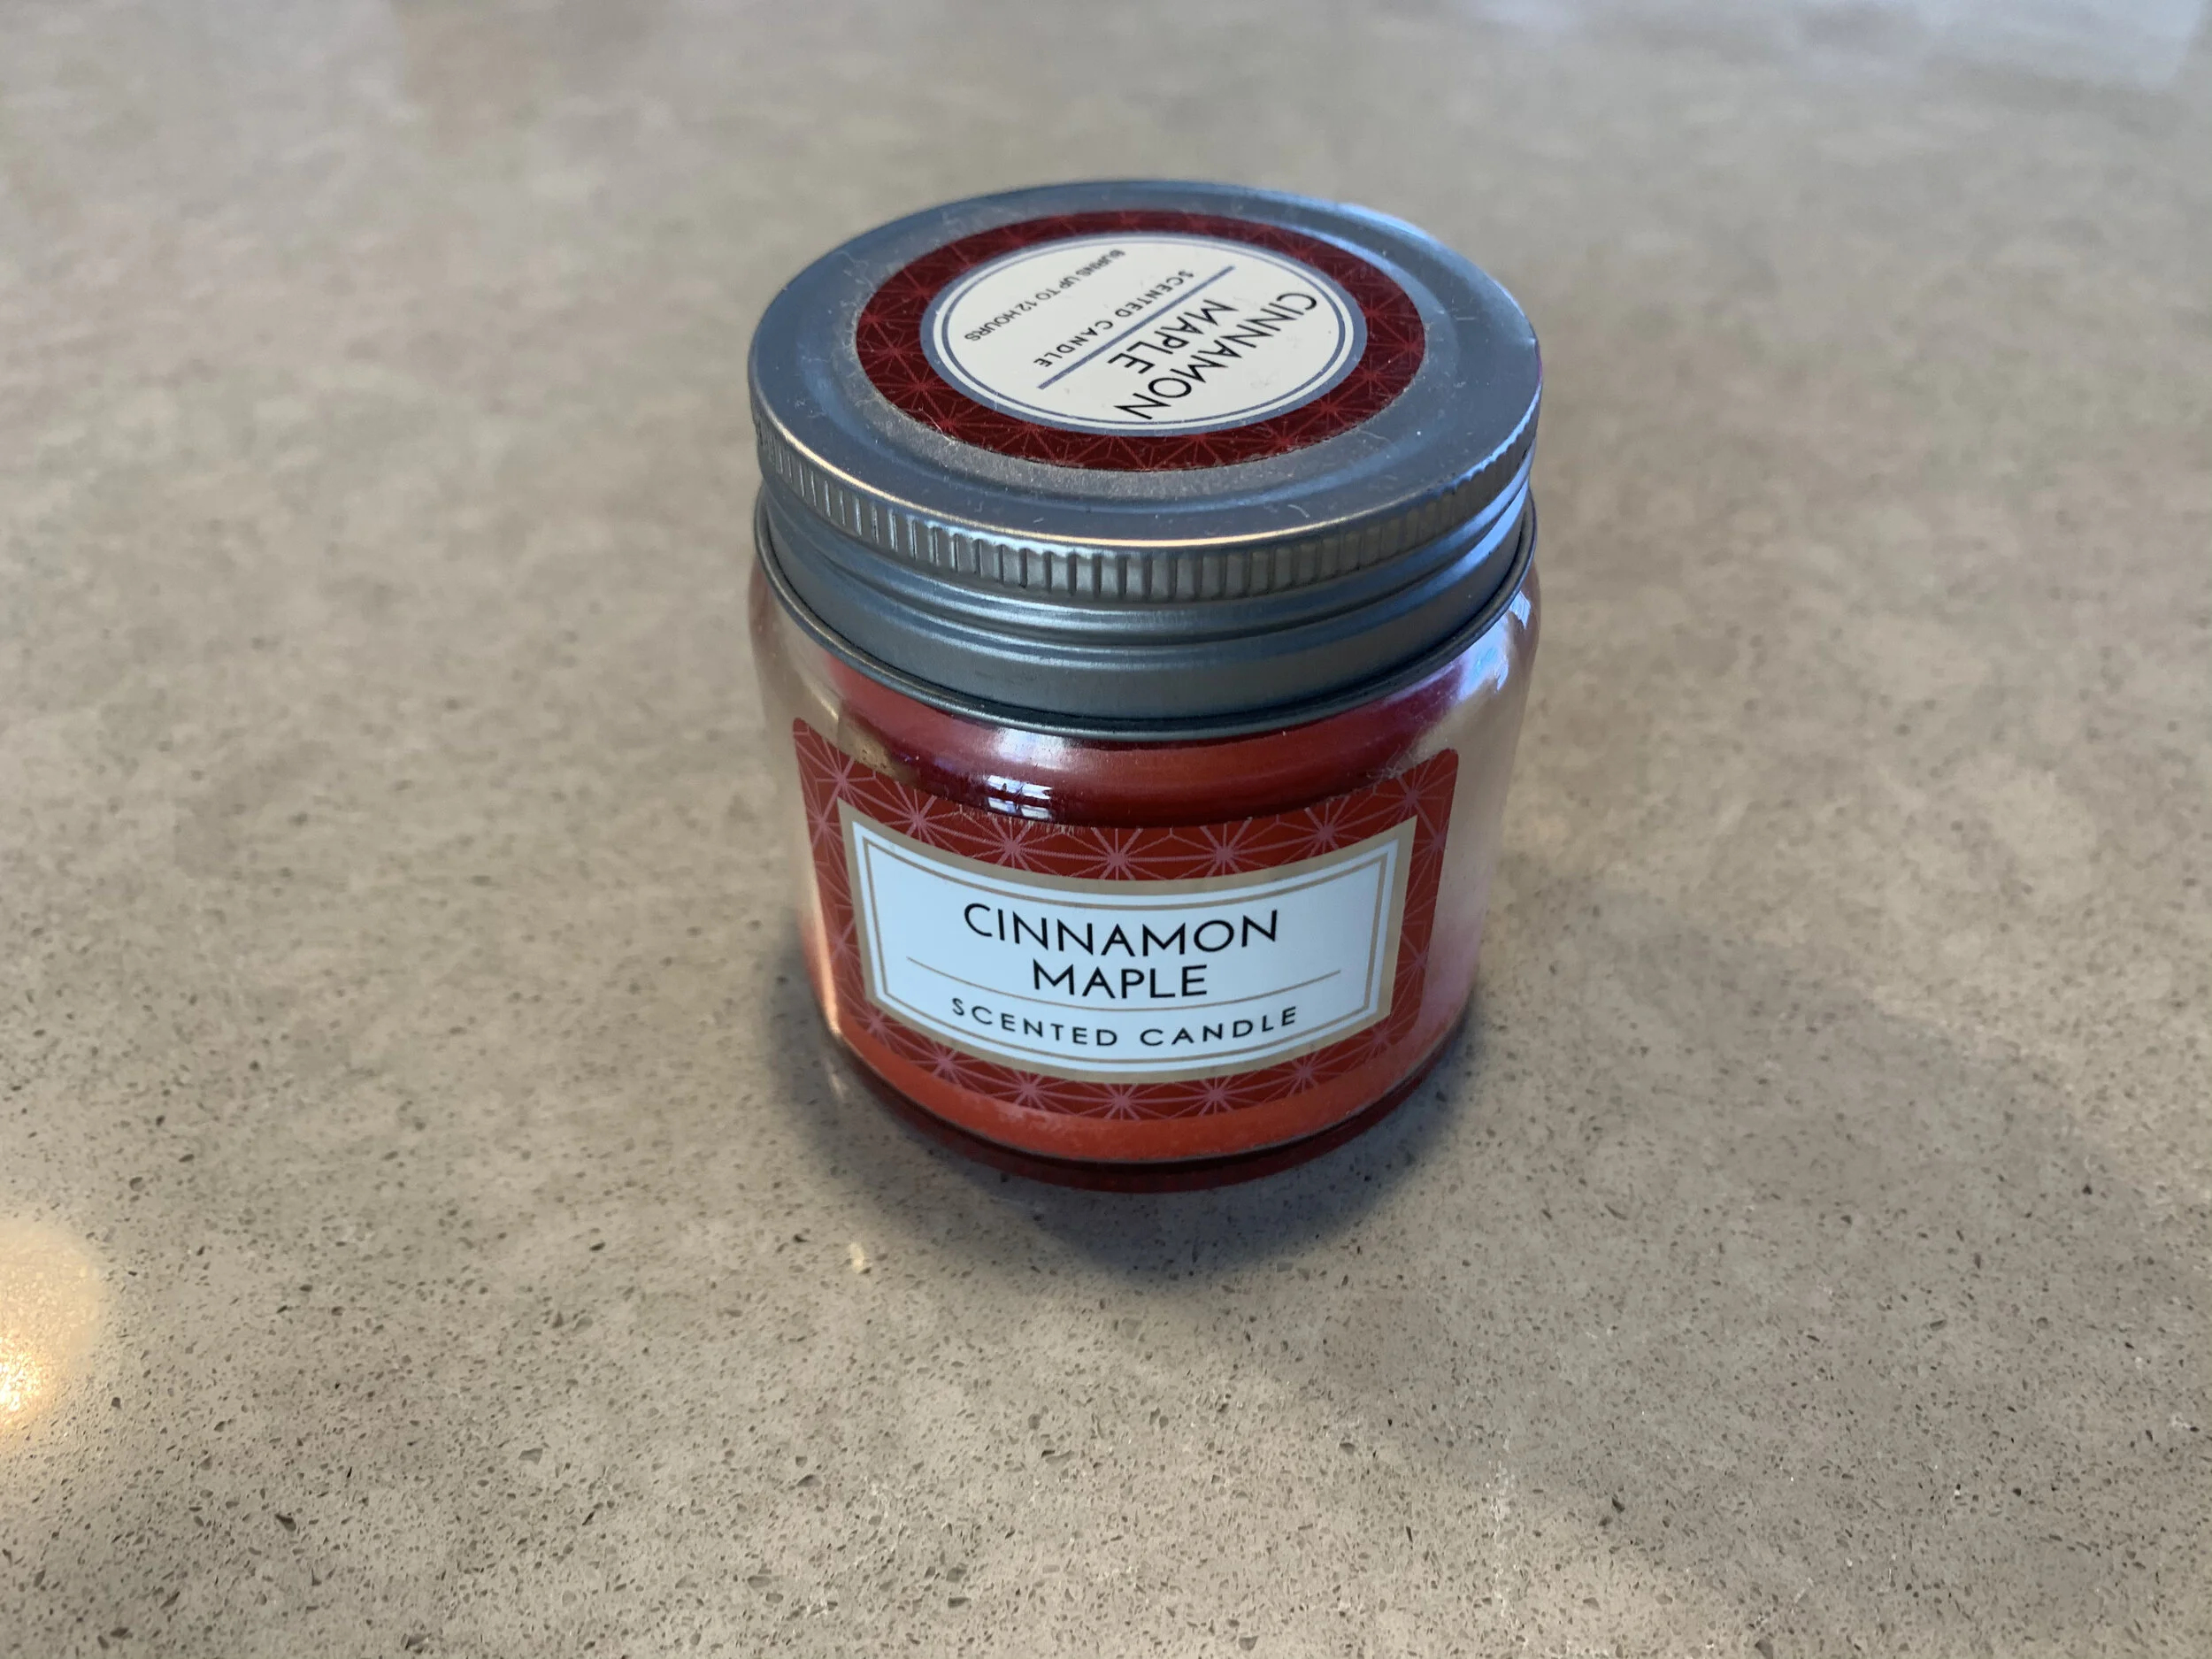 CINNAMON
MAPLE
SCENTED CANDLE
BURNS UP TO 12 HOURS
CINNAMON
MAPLE
SCENTED CANDLE